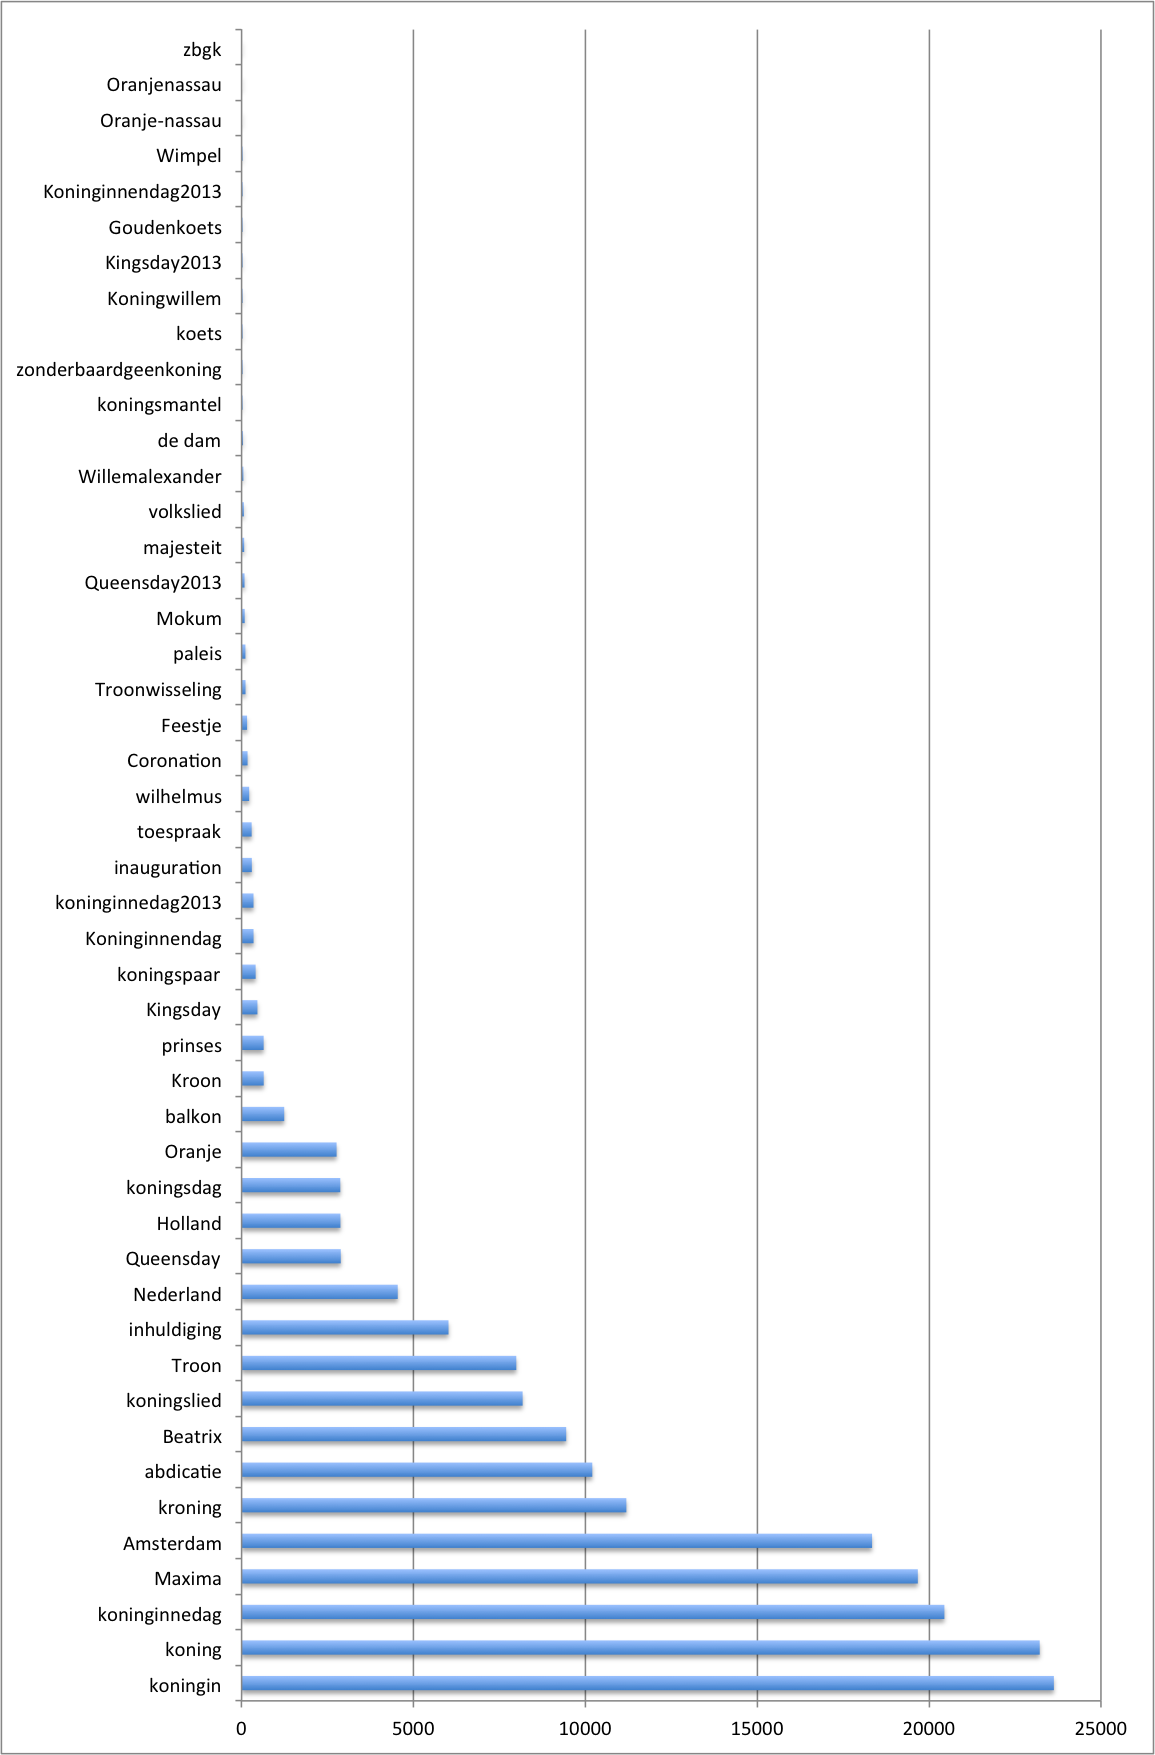 zbgk
Oranjenassau
Oranje-nassau
Wimpel
Koninginnendag2013
Goudenkoets
Kingsday2013
Koningwillem
koets
zonderbaardgeenkoning
koningsmantel
de dam
Willemalexander
volkslied
majesteit
Queensday2013
Mokum
paleis
Troonwisseling
Feestje
Coronation
wilhelmus
toespraak
inauguration
koninginnedag2013
Koninginnendag
koningspaar
Kingsday
prinses
Kroon
balkon
Oranje
koningsdag
Holland
Queensday
Nederland
inhuldiging
Troon
koningslied
Beatrix
abdicatie
kroning
Amsterdam
Maxima
koninginnedag
koning
koningin
0 5000 10000 15000 20000 25000